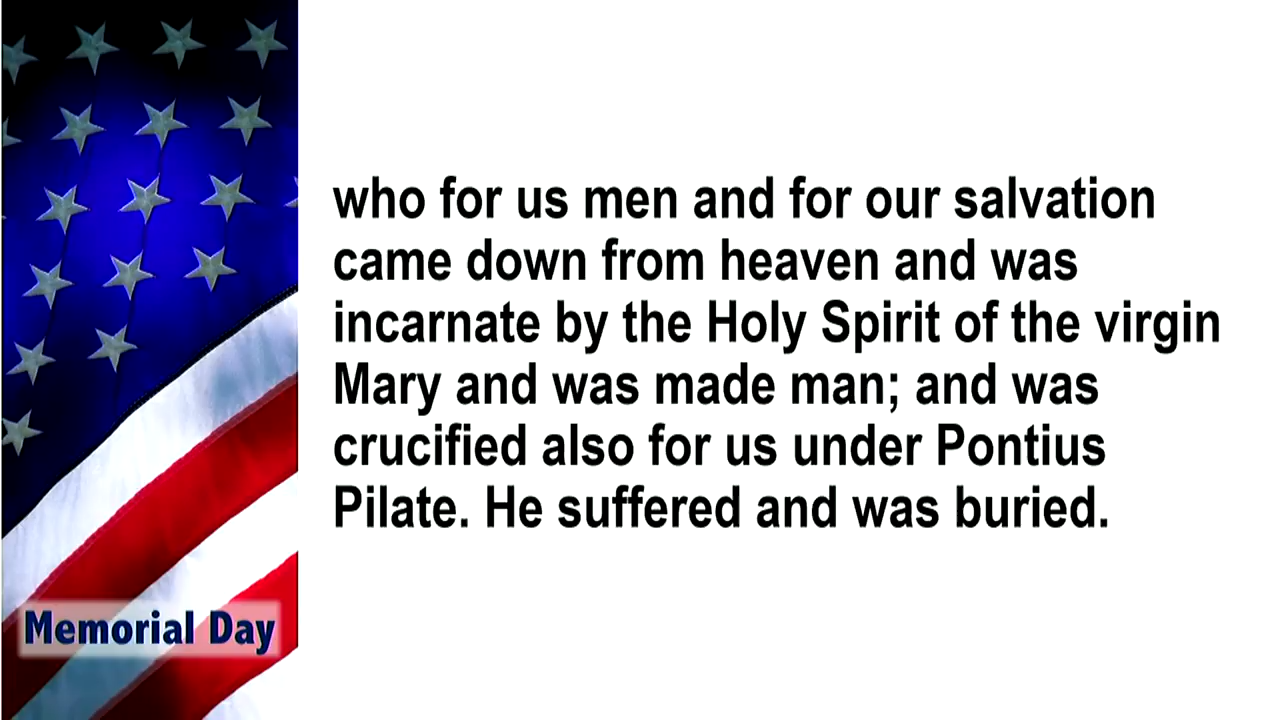 who for us men and for our salvation
came down from heaven and was
incarnate by the Holy Spirit of the virgin
Mary and was made man; and was
crucified also for us under Pontius
Pilate. He suffered and was buried.
Memorial Day